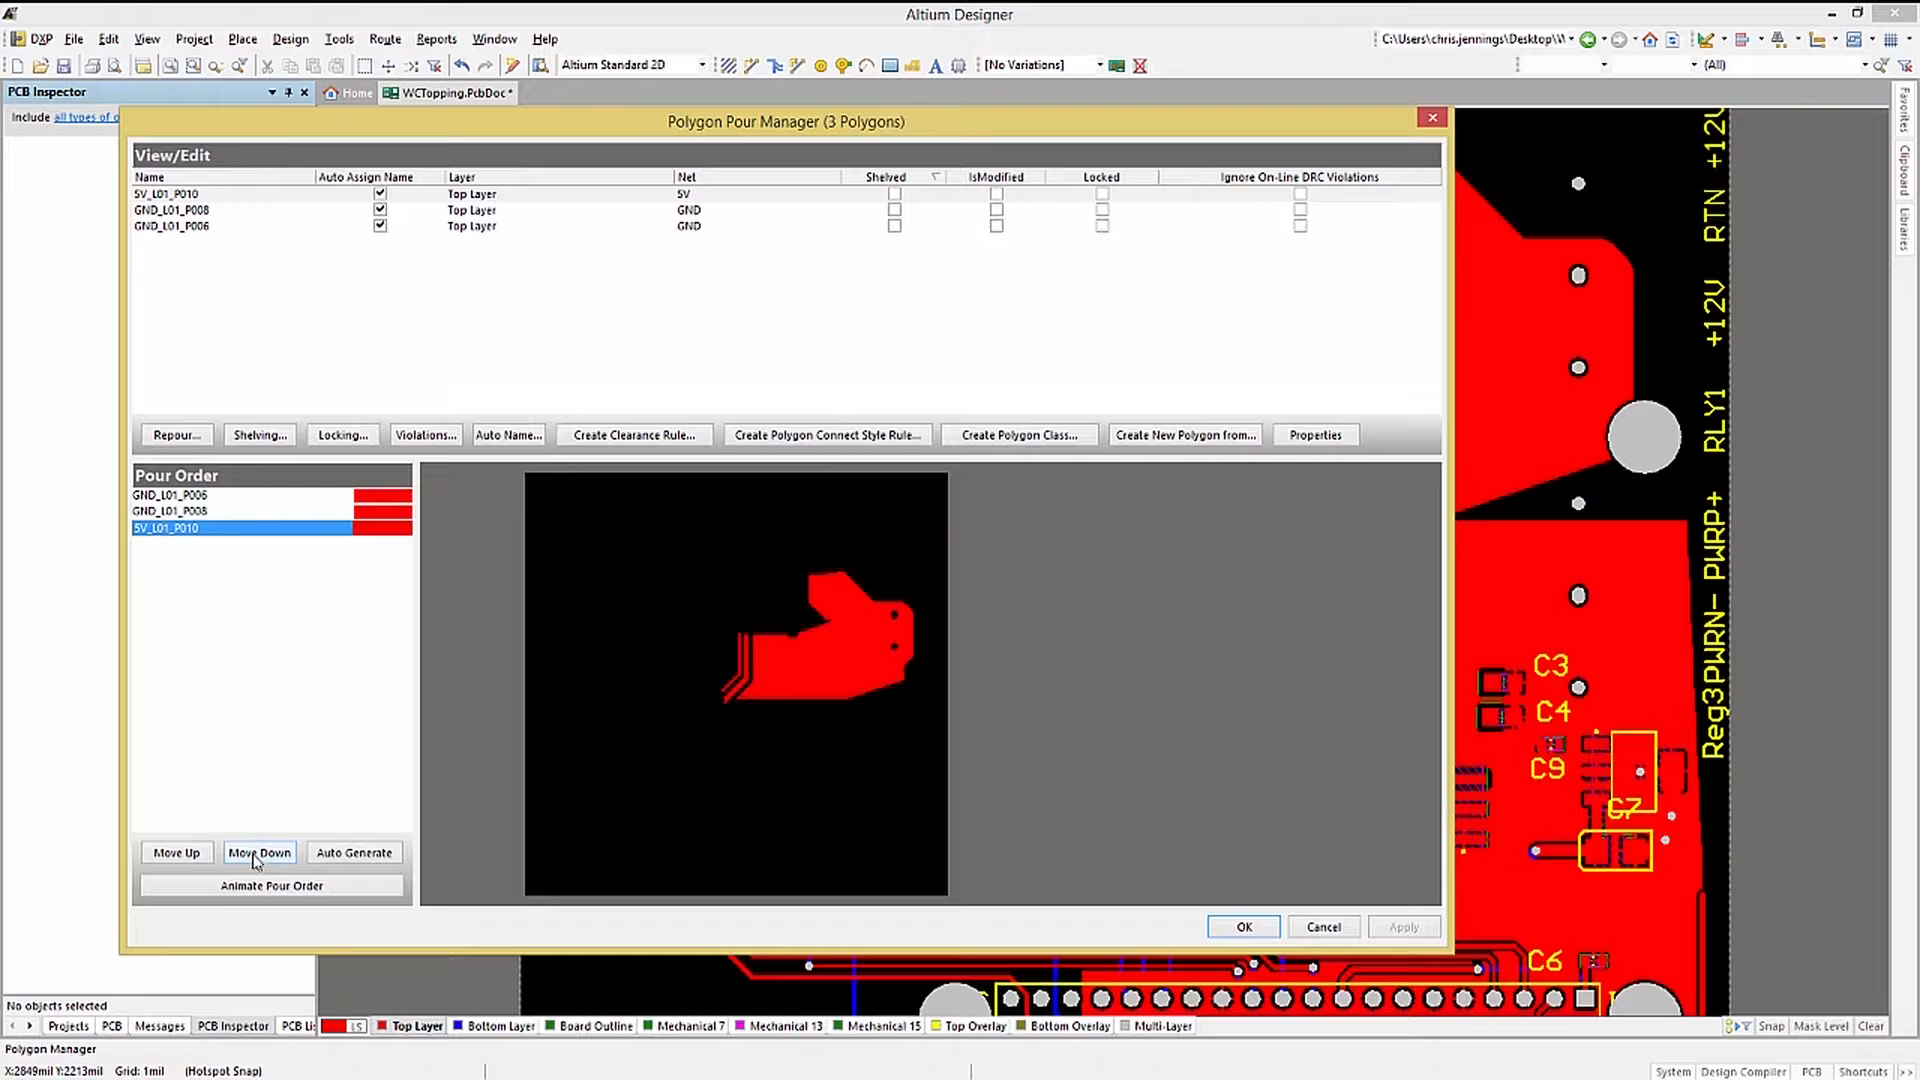 Altium Designer
DXP File Edit View Project Place Design Tools Route Reports Window Help
C:\Users\chris.jennings\Desktop\W
Altium Standard 2D
[No Variations]
(All)
PCB Inspector
Home
WCTopping.PcbDoc *
Include all types of o
Polygon Pour Manager (3 Polygons)
View/Edit
Name Auto Assign Name Layer Net Shelved IsModified Locked Ignore On-Line DRC Violations
5V_L01_P010 Top Layer 5V
GND_L01_P008 Top Layer GND
GND_L01_P006 Top Layer GND
Repour... Shelving... Locking... Violations... Auto Name... Create Clearance Rule... Create Polygon Connect Style Rule... Create Polygon Class... Create New Polygon from... Properties
Pour Order
GND_L01_P006
GND_L01_P008
5V_L01_P010
Move Up Move Down Auto Generate
Animate Pour Order
OK Cancel Apply
Favorites
Clipboard
Libraries
Reg3PWRN- PWRP+ RLY1 +12V RTN +12V
C3
C4
C9
C7
C6
No objects selected
Projects PCB Messages PCB Inspector PCB Li
LS Top Layer Bottom Layer Board Outline Mechanical 7 Mechanical 13 Mechanical 15 Top Overlay Bottom Overlay Multi-Layer
Snap Mask Level Clear
Polygon Manager
X:2849mil Y:2213mil Grid: 1mil (Hotspot Snap)
System Design Compiler PCB Shortcuts >>